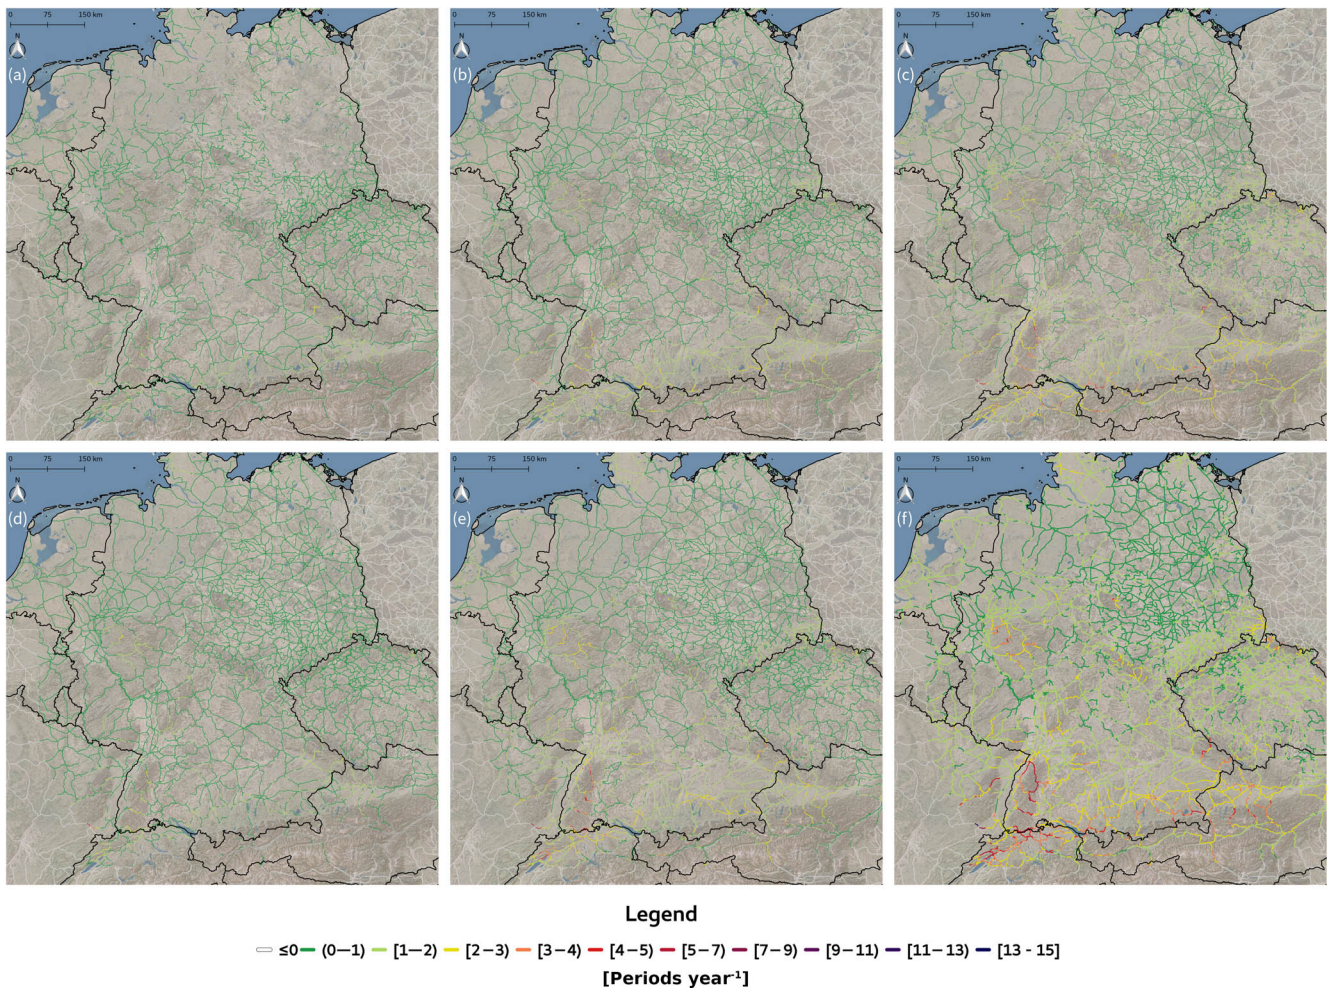 0 75 150 km
N
(a)
0 75 150 km
N
(b)
0 75 150 km
N
(c)
0 75 150 km
N
(d)
0 75 150 km
N
(e)
0 75 150 km
N
(f)
Legend
≤0 (0—1) [1—2) [2 – 3) [3 – 4) [4 – 5) [5 – 7) [7 – 9) [9 – 11) [11 – 13) [13 - 15]
[Periods year⁻¹]